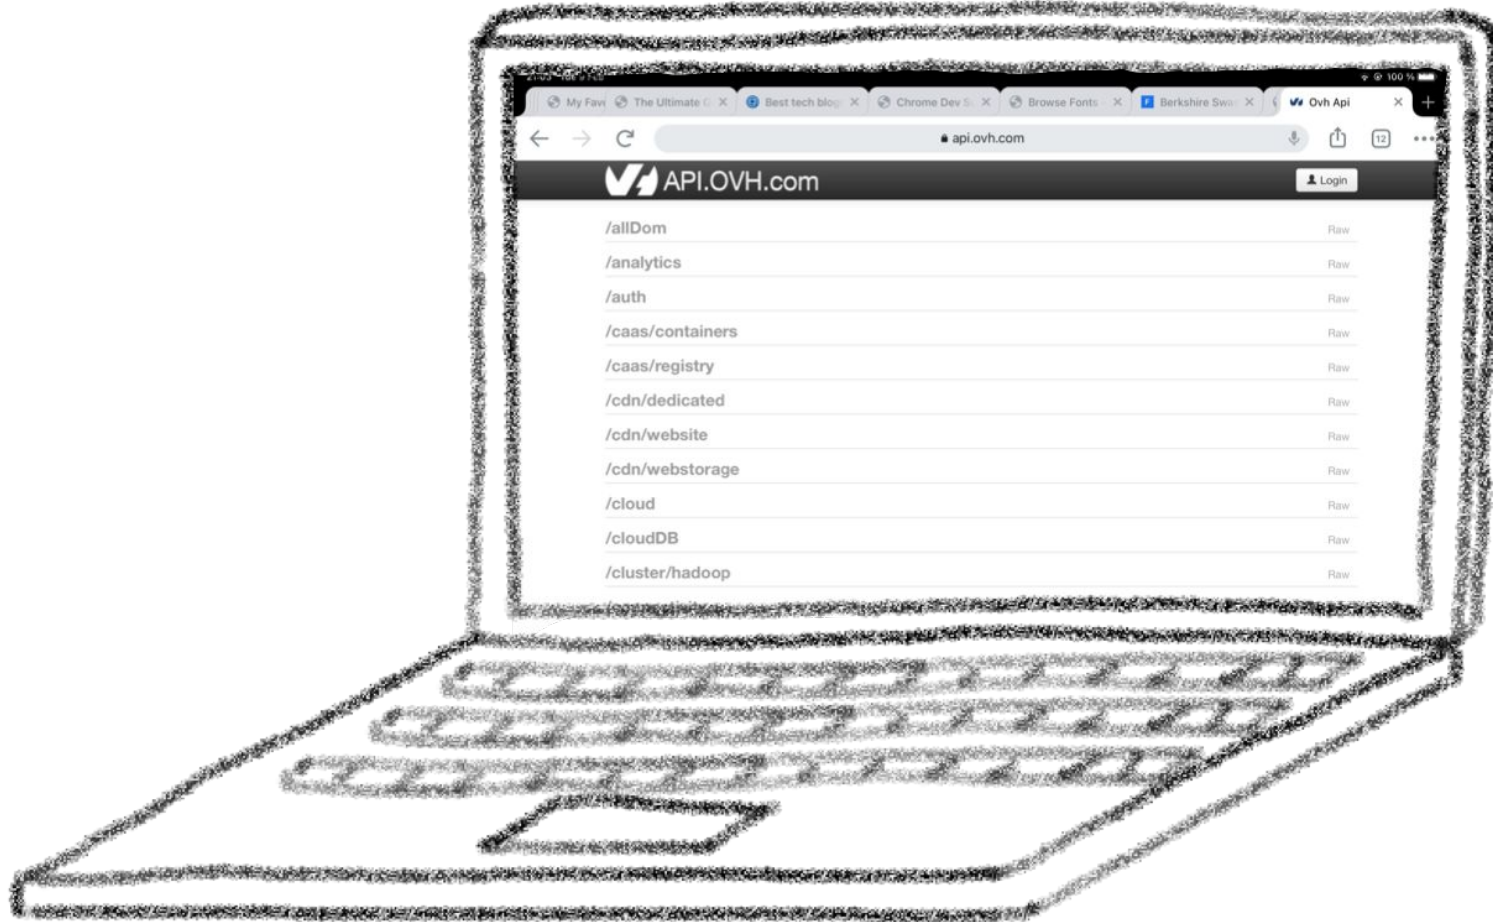 100 %
My Fav The Ultimate Best tech blog Chrome Dev S Browse Fonts Berkshire Swa Ovh Api
api.ovh.com 12
API.OVH.com Login
/allDom Raw
/analytics Raw
/auth Raw
/caas/containers Raw
/caas/registry Raw
/cdn/dedicated Raw
/cdn/website Raw
/cdn/webstorage Raw
/cloud Raw
/cloudDB Raw
/cluster/hadoop Raw